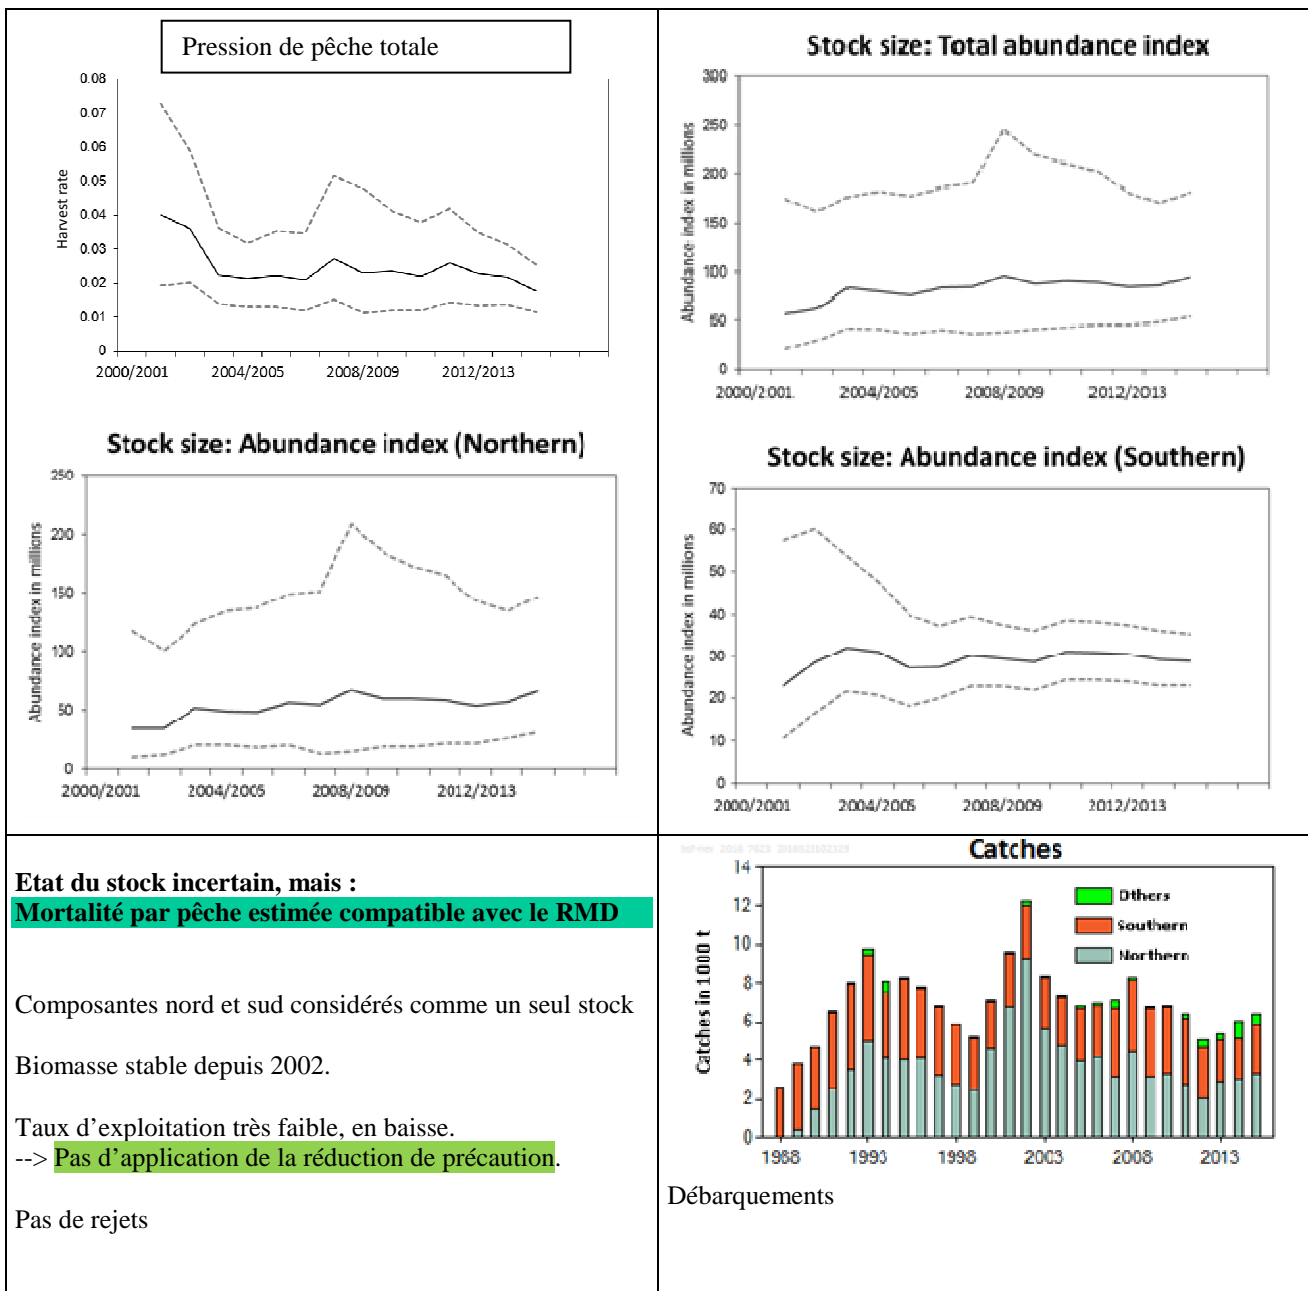 Pression de pêche totale
Harvest rate
0.08
0.07
0.06
0.05
0.04
0.03
0.02
0.01
0
2000/2001 2004/2005 2008/2009 2012/2013
Stock size: Total abundance index
Abundance index in millions
300
250
200
150
100
50
0
2000/2001 2004/2005 2008/2009 2012/2013
Stock size: Abundance index (Northern)
Abundance index in millions
250
200
150
100
50
0
2000/2001 2004/2005 2008/2009 2012/2013
Stock size: Abundance index (Southern)
Abundance index in millions
70
60
50
40
30
20
10
0
2000/2001 2004/2005 2008/2009 2012/2013
Etat du stock incertain, mais :
Mortalité par pêche estimée compatible avec le RMD
Composantes nord et sud considérés comme un seul stock
Biomasse stable depuis 2002.
Taux d’exploitation très faible, en baisse.
--> Pas d’application de la réduction de précaution.
Pas de rejets
Catches
Catches in 1000 t
14
12
10
8
6
4
2
0
Others
Southern
Northern
1988 1993 1998 2003 2008 2013
Débarquements